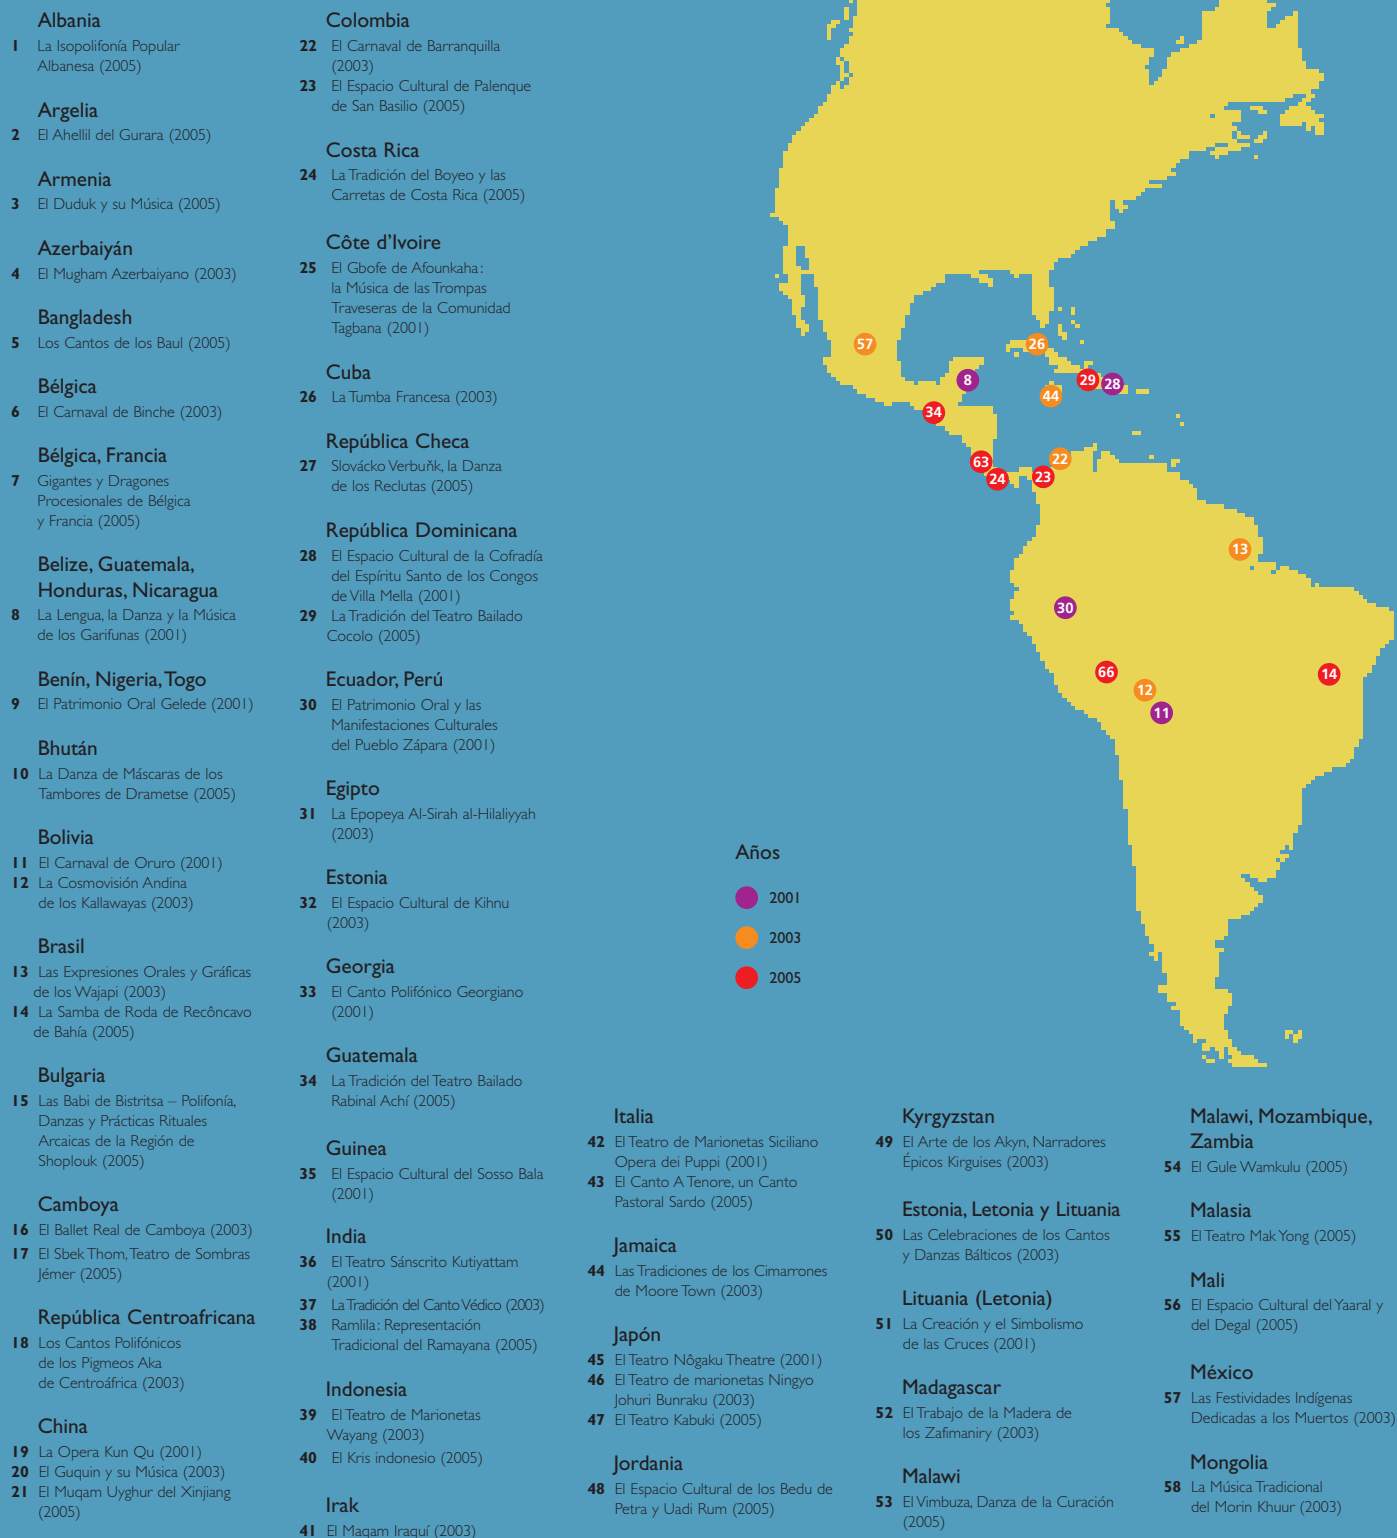 Albania
1 La Isopolifonía Popular
Albanesa (2005)
Argelia
2 El Ahellil del Gurara (2005)
Armenia
3 El Duduk y su Música (2005)
Azerbaiyán
4 El Mugham Azerbaiyano (2003)
Bangladesh
5 Los Cantos de los Baul (2005)
Bélgica
6 El Carnaval de Binche (2003)
Bélgica, Francia
7 Gigantes y Dragones
Procesionales de Bélgica
y Francia (2005)
Belize, Guatemala,
Honduras, Nicaragua
8 La Lengua, la Danza y la Música
de los Garifunas (2001)
Benín, Nigeria, Togo
9 El Patrimonio Oral Gelede (2001)
Bhután
10 La Danza de Máscaras de los
Tambores de Drametse (2005)
Bolivia
11 El Carnaval de Oruro (2001)
12 La Cosmovisión Andina
de los Kallawayas (2003)
Brasil
13 Las Expresiones Orales y Gráficas
de los Wajapi (2003)
14 La Samba de Roda de Recôncavo
de Bahía (2005)
Bulgaria
15 Las Babi de Bistritsa – Polifonía,
Danzas y Prácticas Rituales
Arcaicas de la Región de
Shoplouk (2005)
Camboya
16 El Ballet Real de Camboya (2003)
17 El Sbek Thom, Teatro de Sombras
Jémer (2005)
República Centroafricana
18 Los Cantos Polifónicos
de los Pigmeos Aka
de Centroáfrica (2003)
China
19 La Opera Kun Qu (2001)
20 El Guquin y su Música (2003)
21 El Muqam Uyghur del Xinjiang
(2005)
Colombia
22 El Carnaval de Barranquilla
(2003)
23 El Espacio Cultural de Palenque
de San Basilio (2005)
Costa Rica
24 La Tradición del Boyeo y las
Carretas de Costa Rica (2005)
Côte d'Ivoire
25 El Gbofe de Afounkaha:
la Música de las Trompas
Traveseras de la Comunidad
Tagbana (2001)
Cuba
26 La Tumba Francesa (2003)
República Checa
27 Slovácko Verbuňk, la Danza
de los Reclutas (2005)
República Dominicana
28 El Espacio Cultural de la Cofradía
del Espíritu Santo de los Congos
de Villa Mella (2001)
29 La Tradición del Teatro Bailado
Cocolo (2005)
Ecuador, Perú
30 El Patrimonio Oral y las
Manifestaciones Culturales
del Pueblo Zápara (2001)
Egipto
31 La Epopeya Al-Sirah al-Hilaliyyah
(2003)
Estonia
32 El Espacio Cultural de Kihnu
(2003)
Georgia
33 El Canto Polifónico Georgiano
(2001)
Guatemala
34 La Tradición del Teatro Bailado
Rabinal Achí (2005)
Guinea
35 El Espacio Cultural del Sosso Bala
(2001)
India
36 El Teatro Sánscrito Kutiyattam
(2001)
37 La Tradición del Canto Védico (2003)
38 Ramlila: Representación
Tradicional del Ramayana (2005)
Indonesia
39 El Teatro de Marionetas
Wayang (2003)
40 El Kris indonesio (2005)
Irak
41 El Maqam Iraquí (2003)
57
26
8
29
28
44
34
63
24
22
23
13
30
66
12
11
14
Años
2001
2003
2005
Italia
42 El Teatro de Marionetas Siciliano
Opera dei Puppi (2001)
43 El Canto A Tenore, un Canto
Pastoral Sardo (2005)
Jamaica
44 Las Tradiciones de los Cimarrones
de Moore Town (2003)
Japón
45 El Teatro Nôgaku Theatre (2001)
46 El Teatro de marionetas Ningyo
Johuri Bunraku (2003)
47 El Teatro Kabuki (2005)
Jordania
48 El Espacio Cultural de los Bedu de
Petra y Uadi Rum (2005)
Kyrgyzstan
49 El Arte de los Akyn, Narradores
Épicos Kirguises (2003)
Estonia, Letonia y Lituania
50 Las Celebraciones de los Cantos
y Danzas Bálticos (2003)
Lituania (Letonia)
51 La Creación y el Simbolismo
de las Cruces (2001)
Madagascar
52 El Trabajo de la Madera de
los Zafimaniry (2003)
Malawi
53 El Vimbuza, Danza de la Curación
(2005)
Malawi, Mozambique,
Zambia
54 El Gule Wamkulu (2005)
Malasia
55 El Teatro Mak Yong (2005)
Mali
56 El Espacio Cultural del Yaaral y
del Degal (2005)
México
57 Las Festividades Indígenas
Dedicadas a los Muertos (2003)
Mongolia
58 La Música Tradicional
del Morin Khuur (2003)